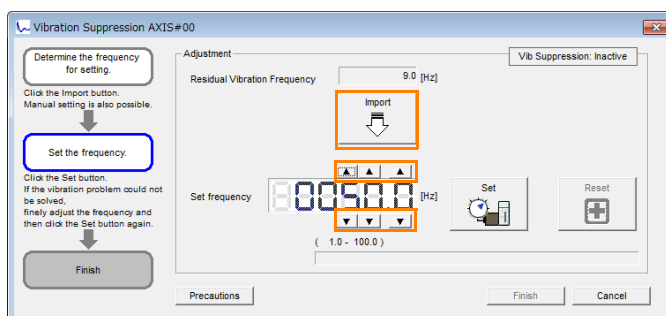 Vibration Suppression AXIS#00
Determine the frequency
for setting.
Click the Import button.
Manual setting is also possible.
Set the frequency.
Click the Set button.
If the vibration problem could not
be solved,
finely adjust the frequency and
then click the Set button again.
Finish
Adjustment
Vib Suppression: Inactive
Residual Vibration Frequency 9.0 [Hz]
Import
Set frequency 0050.0 [Hz]
( 1.0 - 100.0 )
Set
Reset
Precautions
Finish
Cancel